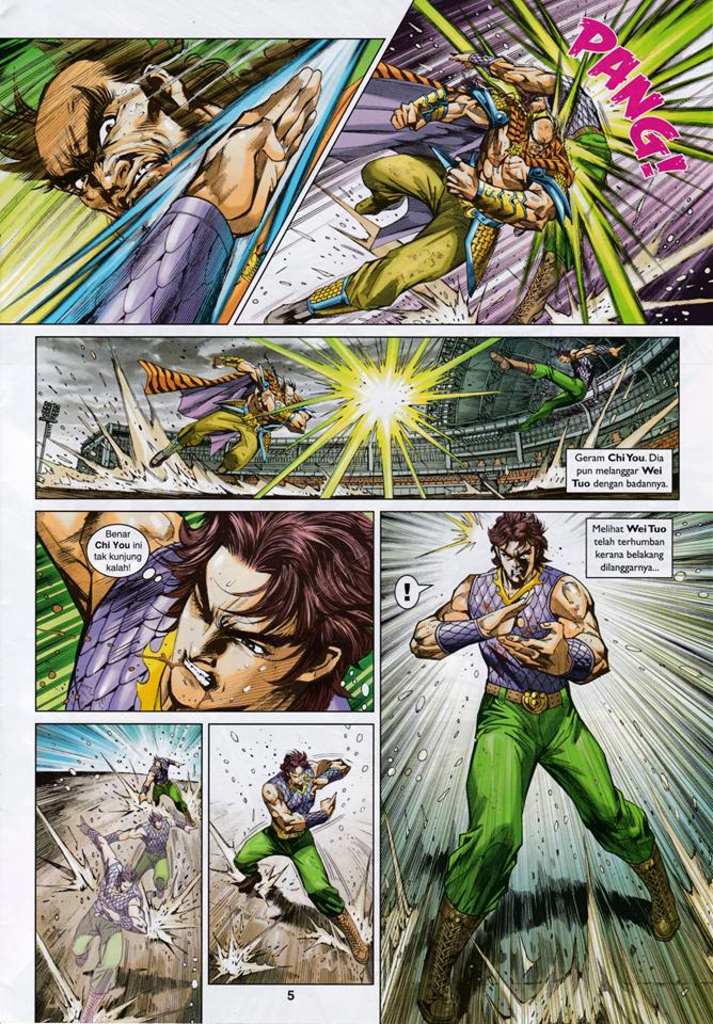 PANG!
Geram Chi You. Dia
pun melanggar Wei
Tuo dengan badannya.
Benar
Chi You ini
tak kunjung
kalah!
Melihat Wei Tuo
telah terhumban
kerana belakang
dilanggarnya...
!
5